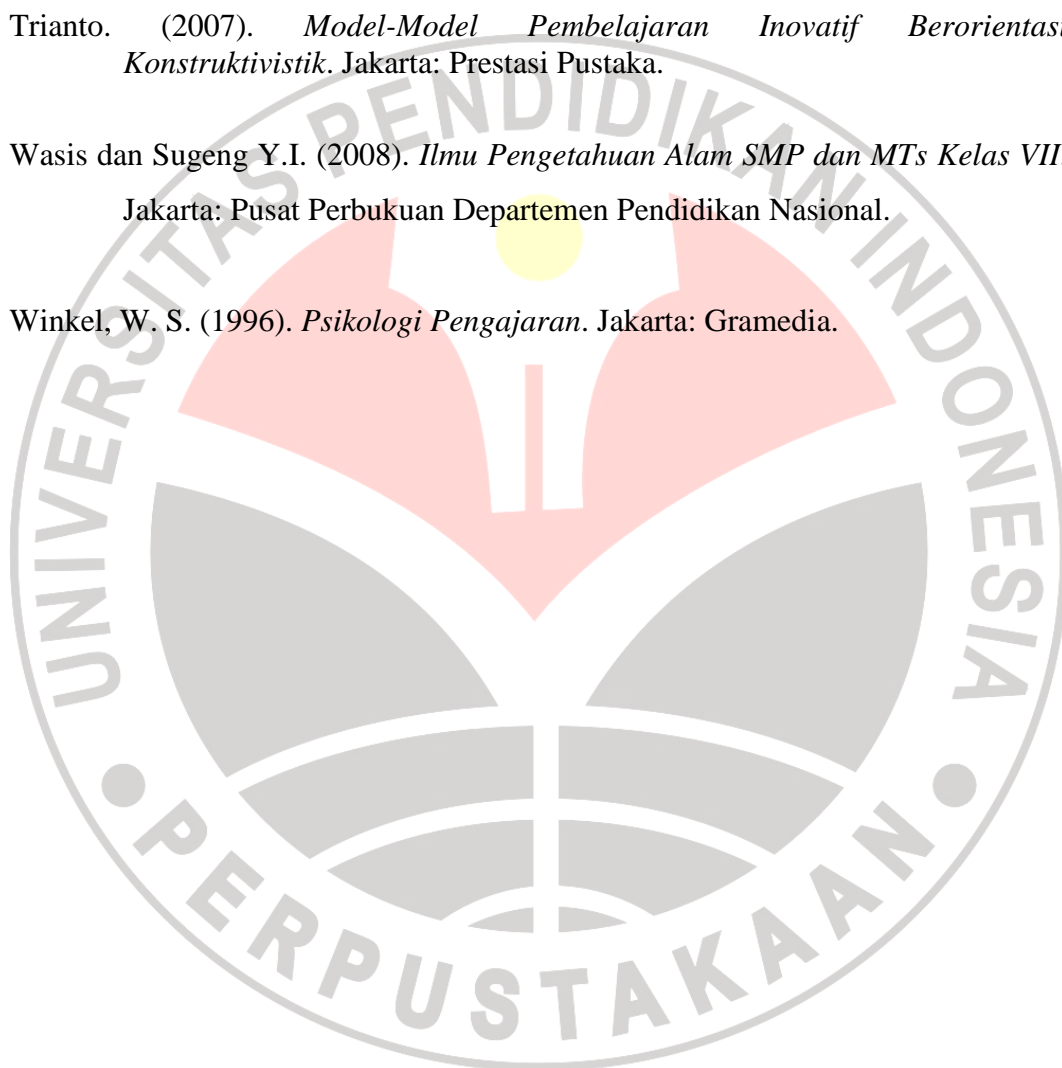 Trianto. (2007). Model-Model Pembelajaran Inovatif Berorientasi
Konstruktivistik. Jakarta: Prestasi Pustaka.
Wasis dan Sugeng Y.I. (2008). Ilmu Pengetahuan Alam SMP dan MTs Kelas VII.
Jakarta: Pusat Perbukuan Departemen Pendidikan Nasional.
Winkel, W. S. (1996). Psikologi Pengajaran. Jakarta: Gramedia.
UNIVERSITAS PENDIDIKAN INDONESIA
PERPUSTAKAAN